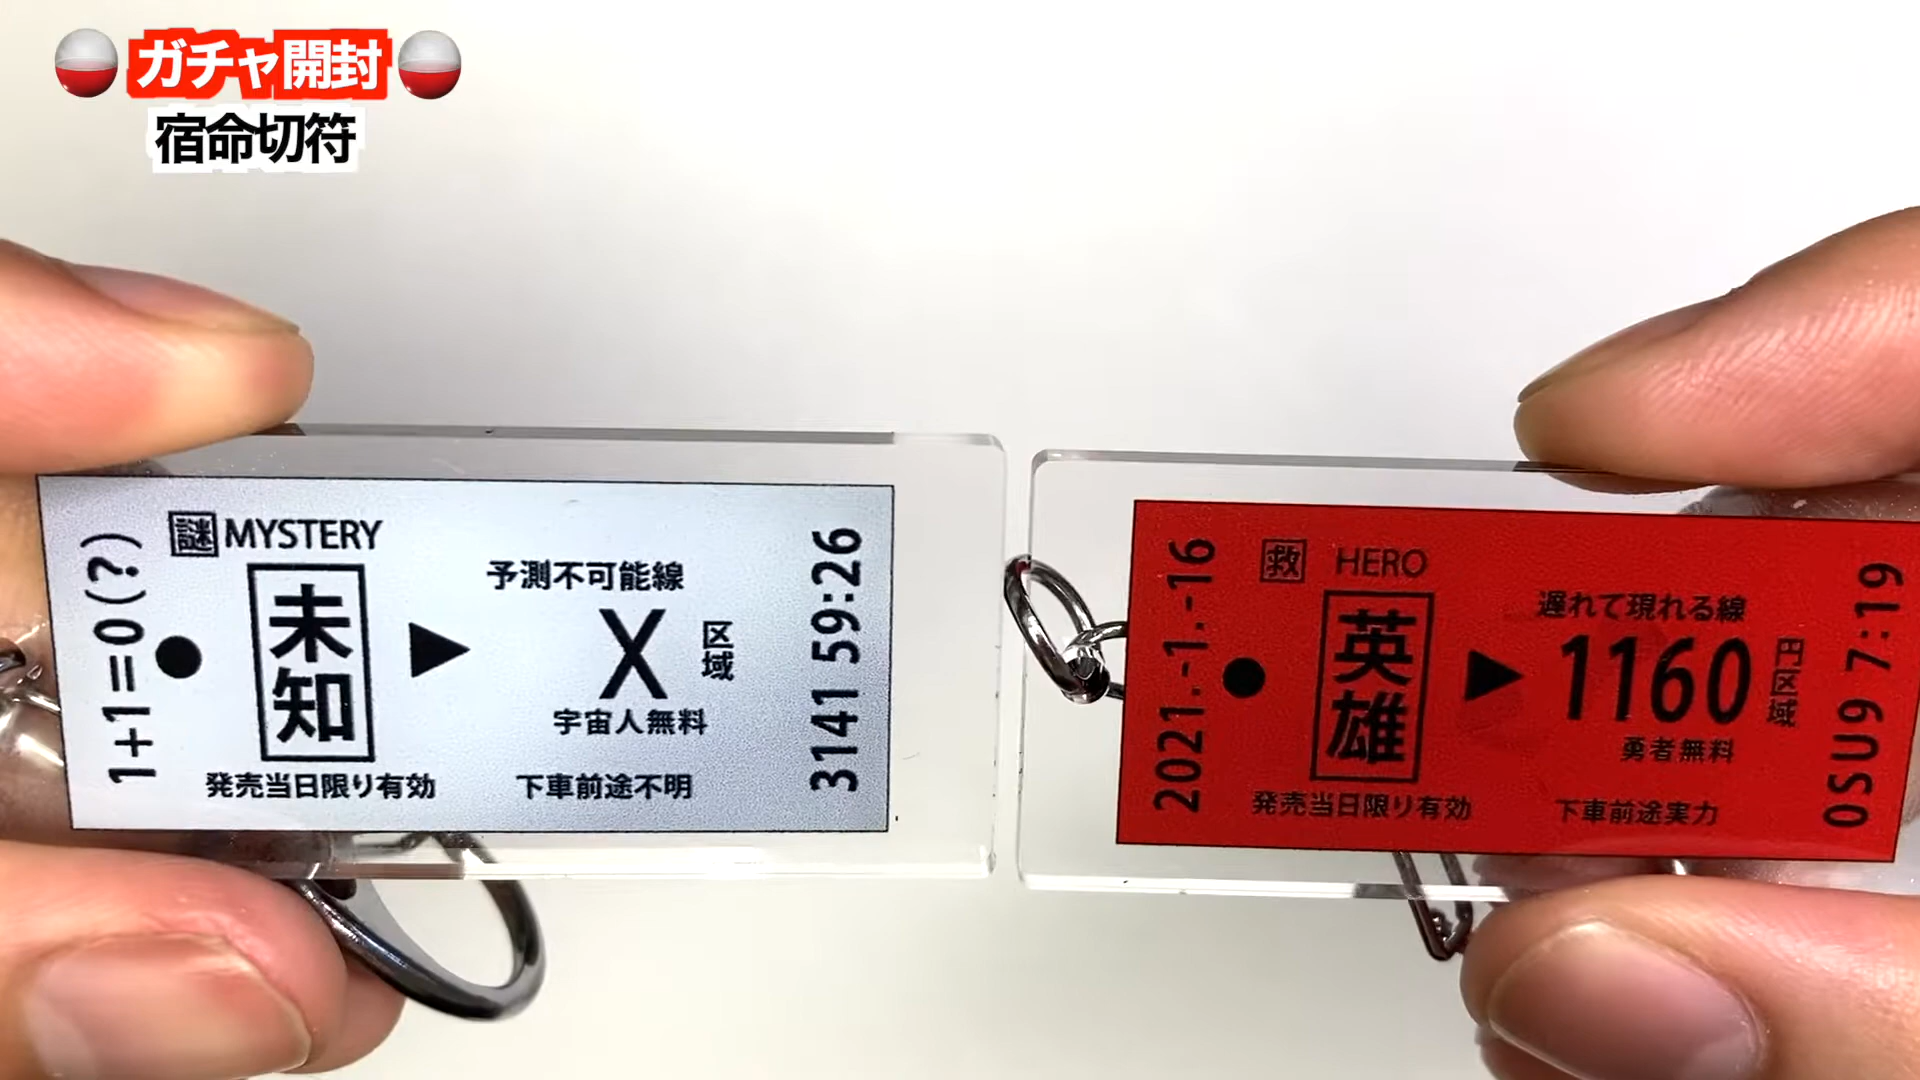 ガチャ開封
宿命切符
1+1=0(?)
謎 MYSTERY
未知
予測不可能線
X 区域
宇宙人無料
発売当日限り有効
下車前途不明
3141 59:26
2021.-1.-16
救 HERO
英雄
遅れて現れる線
1160 円区域
勇者無料
発売当日限り有効
下車前途実力
0SU9 7:19